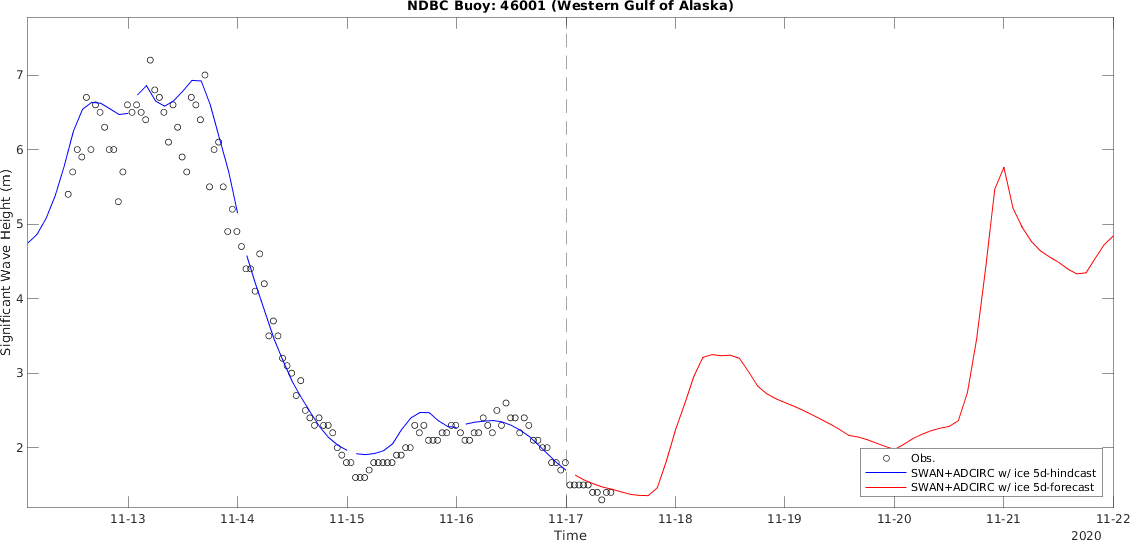 NDBC Buoy: 46001 (Western Gulf of Alaska)
Significant Wave Height (m)
7
6
5
4
3
2
Obs.
SWAN+ADCIRC w/ ice 5d-hindcast
SWAN+ADCIRC w/ ice 5d-forecast
11-13 11-14 11-15 11-16 11-17 11-18 11-19 11-20 11-21 11-22
Time
2020